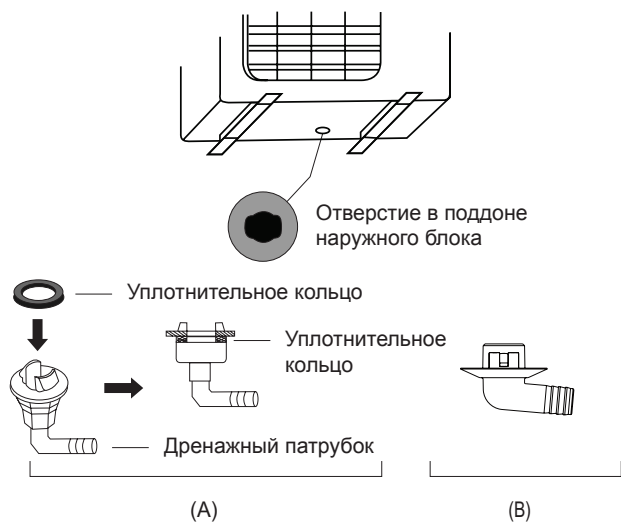 Отверстие в поддоне
наружного блока
Уплотнительное кольцо
Уплотнительное
кольцо
Дренажный патрубок
(A)
(B)